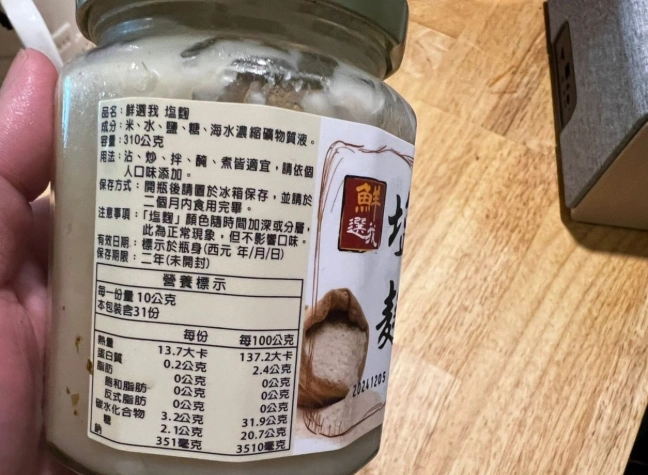 品名：鮮選我 塩麴
成分：米、水、鹽、糖、海水濃縮礦物質液。
容量：310公克
用法：沾、炒、拌、醃、煮皆適宜，請依個
人口味添加。
保存方式：開瓶後請置於冰箱保存，並請於
二個月內食用完畢。
注意事項：「塩麴」顏色隨時間加深或分層，
此為正常現象，但不影響口味。
有效日期：標示於瓶身(西元 年/月/日)
保存期限：二年(未開封)
營養標示
每一份量 10公克
本包裝含31份
每份 每100公克
熱量 13.7大卡 137.2大卡
蛋白質 0.2公克 2.4公克
脂肪 0公克 0公克
飽和脂肪 0公克 0公克
反式脂肪 0公克 0公克
碳水化合物 3.2公克 31.9公克
糖 2.1公克 20.7公克
鈉 351毫克 3510毫克
鮮選我
塩麴
20241205